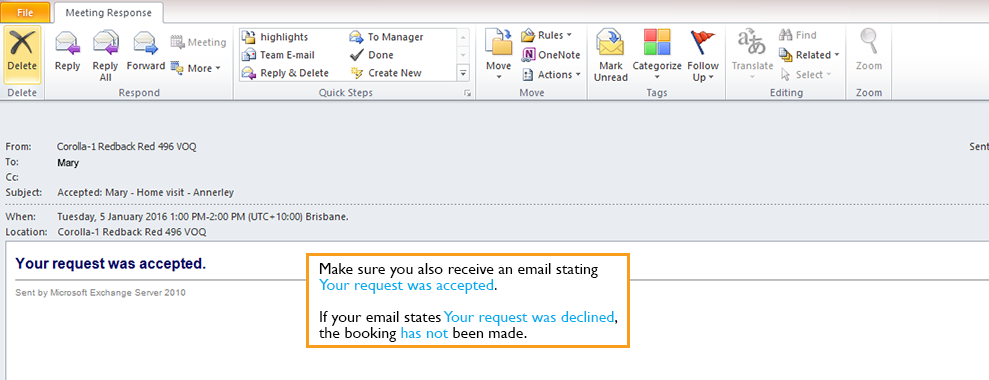 File Meeting Response
Delete Reply Reply All Forward Meeting More
highlights To Manager
Team E-mail Done
Reply & Delete Create New
Move Rules OneNote Actions
Mark Unread Categorize Follow Up
Translate Find Related Select Zoom
Delete Respond Quick Steps Move Tags Editing Zoom
From: Corolla-1 Redback Red 496 VOQ Sent
To: Mary
Cc:
Subject: Accepted: Mary - Home visit - Annerley
When: Tuesday, 5 January 2016 1:00 PM-2:00 PM (UTC+10:00) Brisbane.
Location: Corolla-1 Redback Red 496 VOQ
Your request was accepted.
Sent by Microsoft Exchange Server 2010
Make sure you also receive an email stating
Your request was accepted.
If your email states Your request was declined,
the booking has not been made.